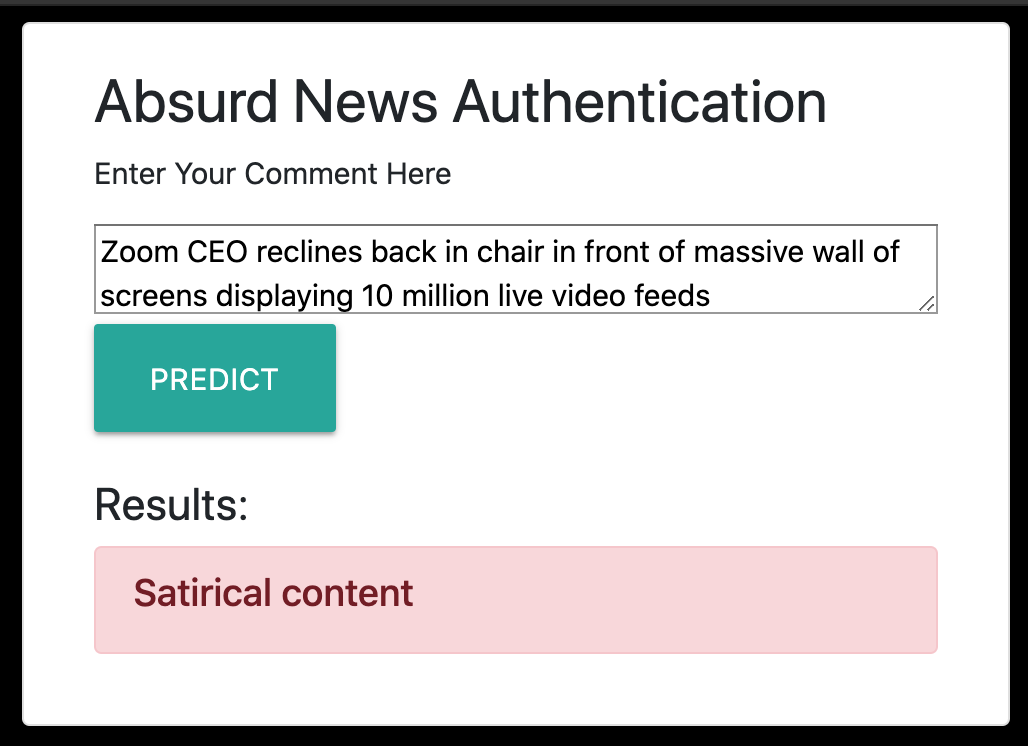 Absurd News Authentication
Enter Your Comment Here
Zoom CEO reclines back in chair in front of massive wall of
screens displaying 10 million live video feeds
PREDICT
Results:
Satirical content